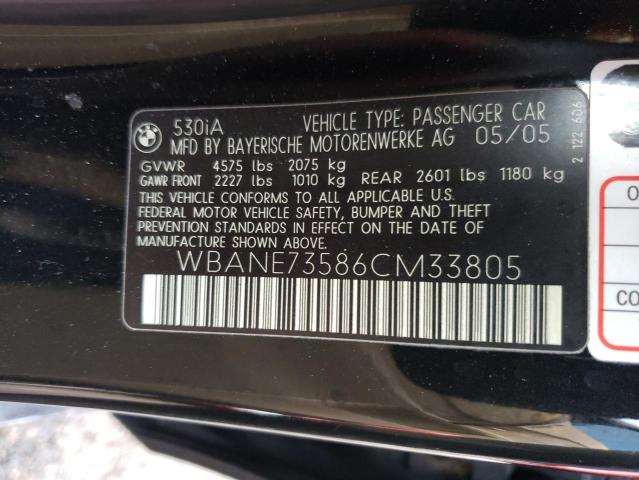 BMW
530iA VEHICLE TYPE: PASSENGER CAR
MFD BY BAYERISCHE MOTORENWERKE AG 05/05
GVWR 4575 lbs 2075 kg
GAWR FRONT 2227 lbs 1010 kg REAR 2601 lbs 1180 kg
THIS VEHICLE CONFORMS TO ALL APPLICABLE U.S.
FEDERAL MOTOR VEHICLE SAFETY, BUMPER AND THEFT
PREVENTION STANDARDS IN EFFECT ON THE DATE OF
MANUFACTURE SHOWN ABOVE.
WBANE73586CM33805
2 122 606
O
CO